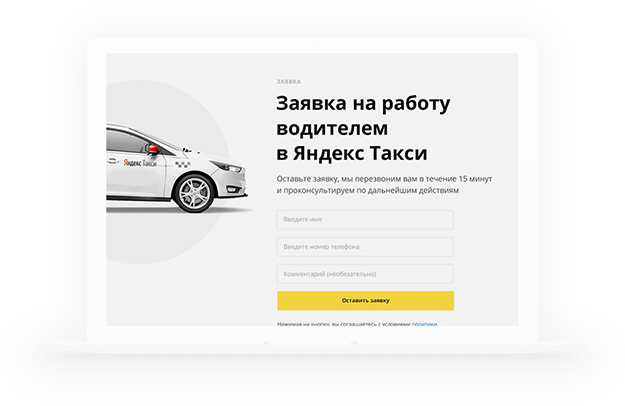 ЗАЯВКА
Заявка на работу
водителем
в Яндекс Такси
Оставьте заявку, мы перезвоним вам в течение 15 минут
и проконсультируем по дальнейшим действиям
Яндекс Такси
Введите имя
Введите номер телефона
Комментарий (необязательно)
Оставить заявку
Нажимая на кнопку, вы соглашаетесь с условиями политики